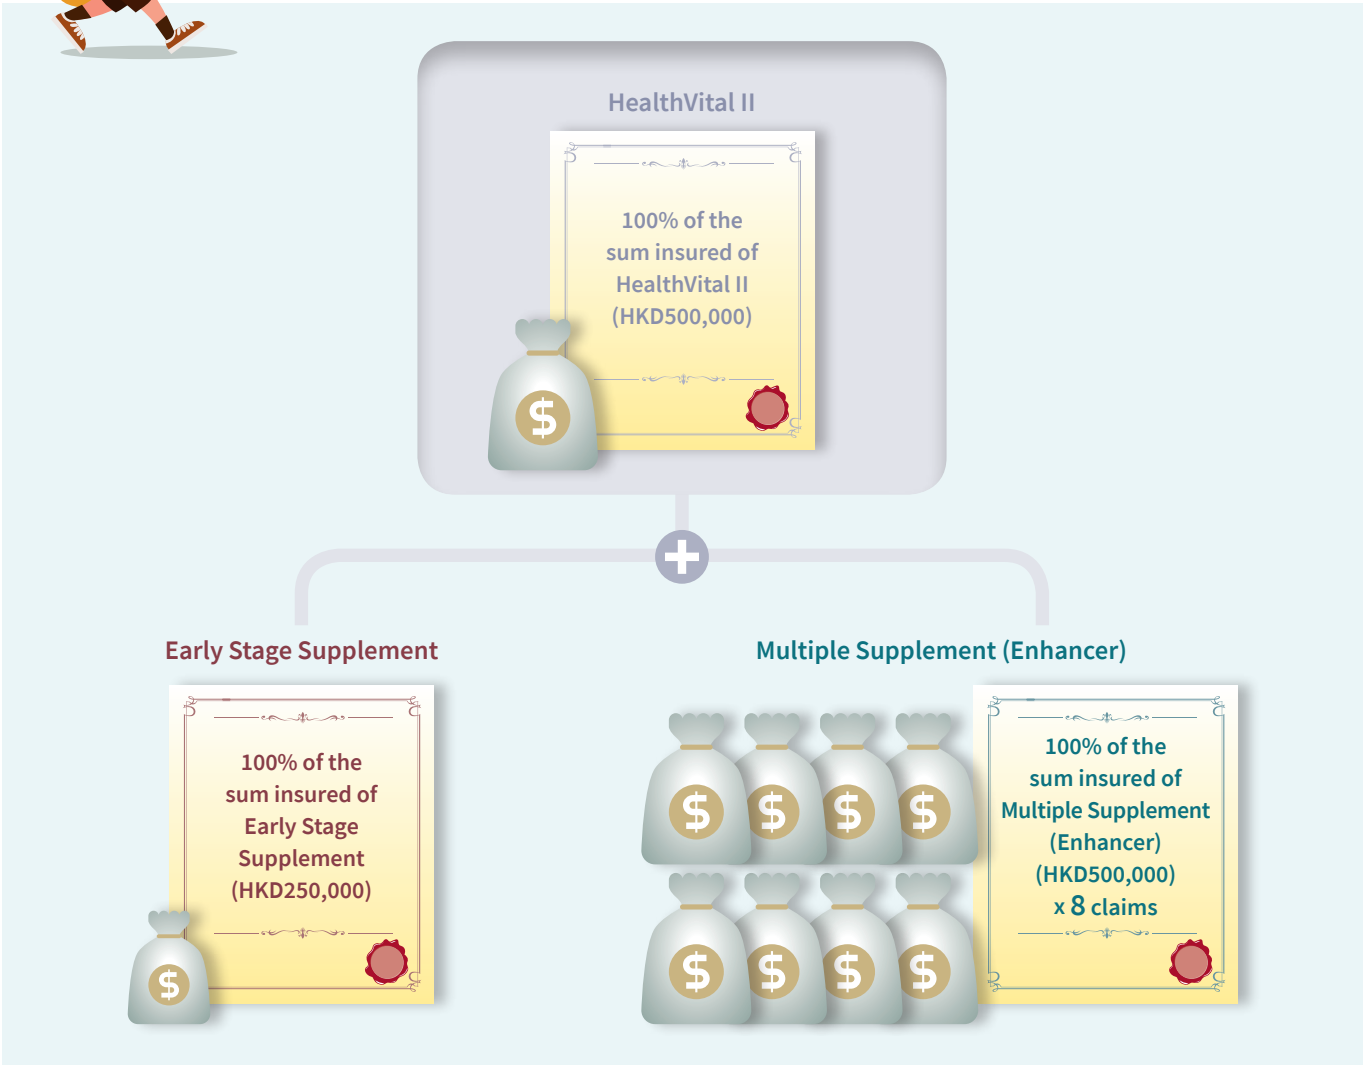 HealthVital II
100% of the
sum insured of
HealthVital II
(HKD500,000)
$
Early Stage Supplement
100% of the
sum insured of
Early Stage
Supplement
(HKD250,000)
$
Multiple Supplement (Enhancer)
$ $ $ $
$ $ $ $
100% of the
sum insured of
Multiple Supplement
(Enhancer)
(HKD500,000)
x 8 claims